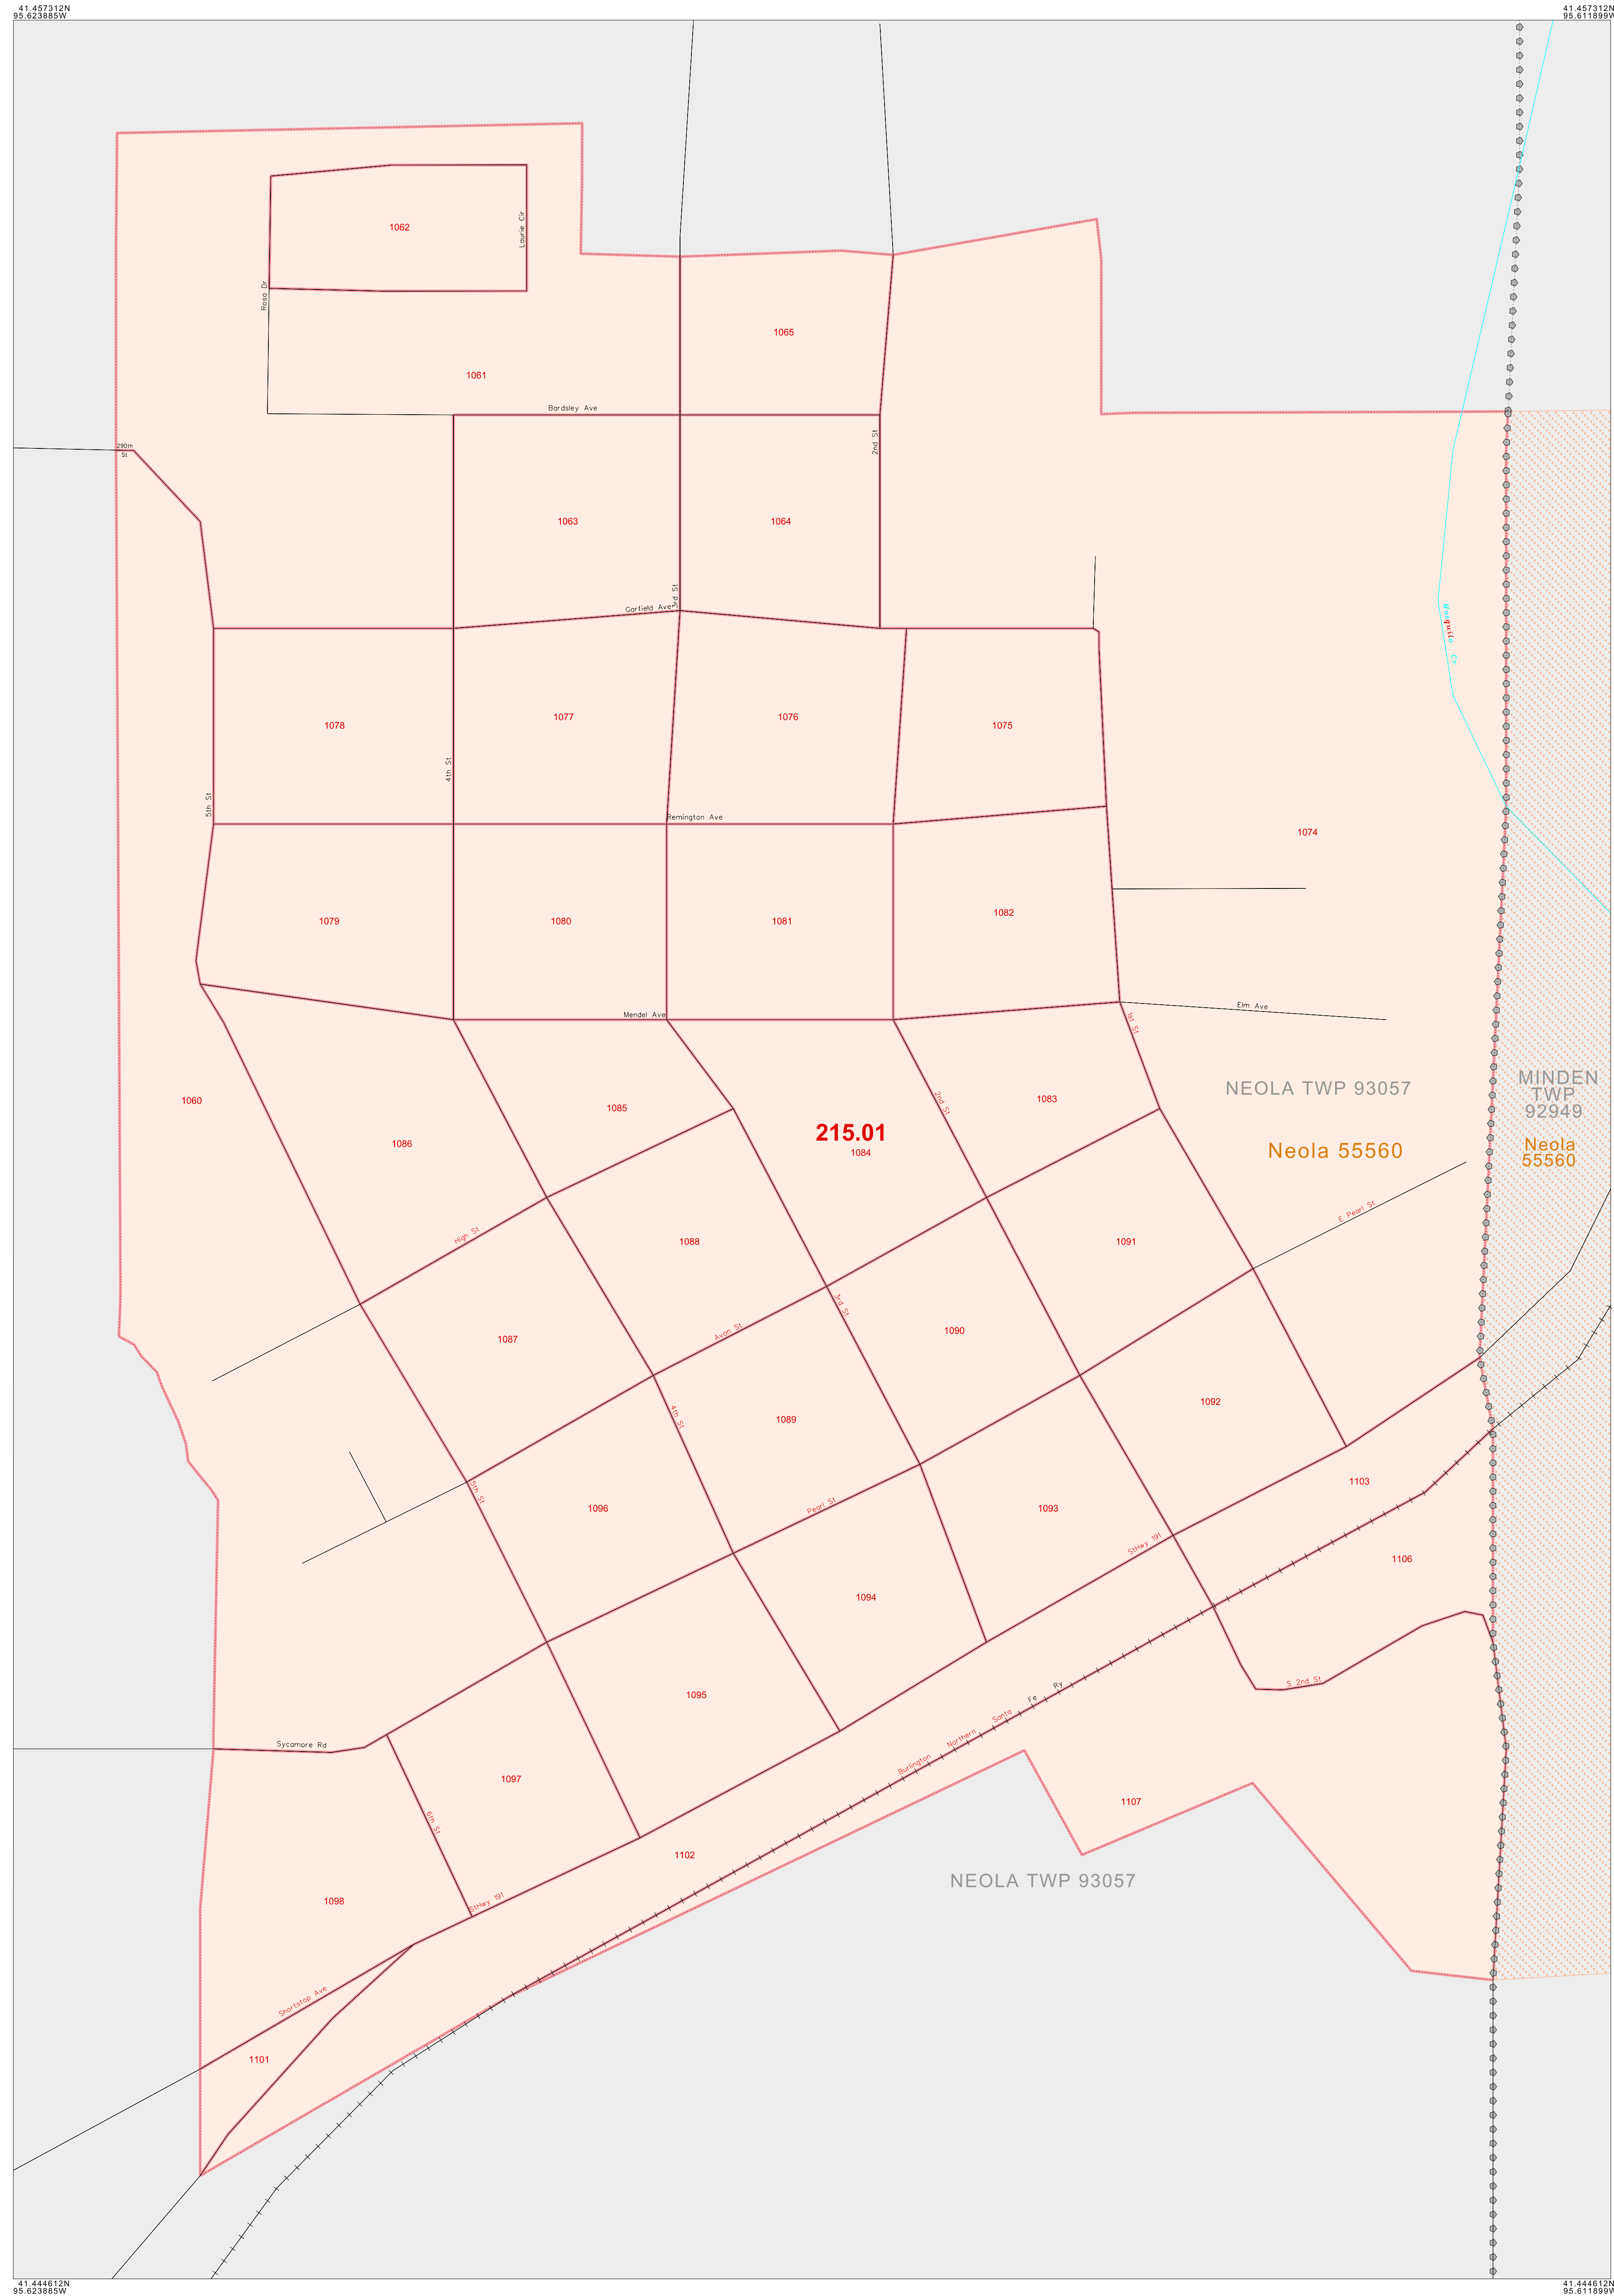 41.457312N
95.623885W
41.457312N
95.611899W
1062
Laurie Cir
Rosa Dr
1065
1061
Bardsley Ave
290th
St
2nd St
1063
1064
Garfield Ave
3rd St
Mosquito Cr
1078
1077
1076
1075
4th St
5th St
Remington Ave
1074
1079
1080
1081
1082
Mendel Ave
Elm Ave
1st St
NEOLA TWP 93057
MINDEN
TWP
92949
1060
1085
2nd St
1083
215.01
1084
1086
Neola 55560
Neola
55560
High St
E Pearl St
1088
1091
3rd St
Avon St
1087
1090
4th St
1089
1092
5th St
1096
Pearl St
1093
1103
StHwy 191
1106
1094
1095
S 2nd St
Burlington Northern Santa Fe Ry
Sycamore Rd
1097
1107
6th St
1102
NEOLA TWP 93057
1098
StHwy 191
Shortstop Ave
1101
41.444612N
95.623885W
41.444612N
95.611899W